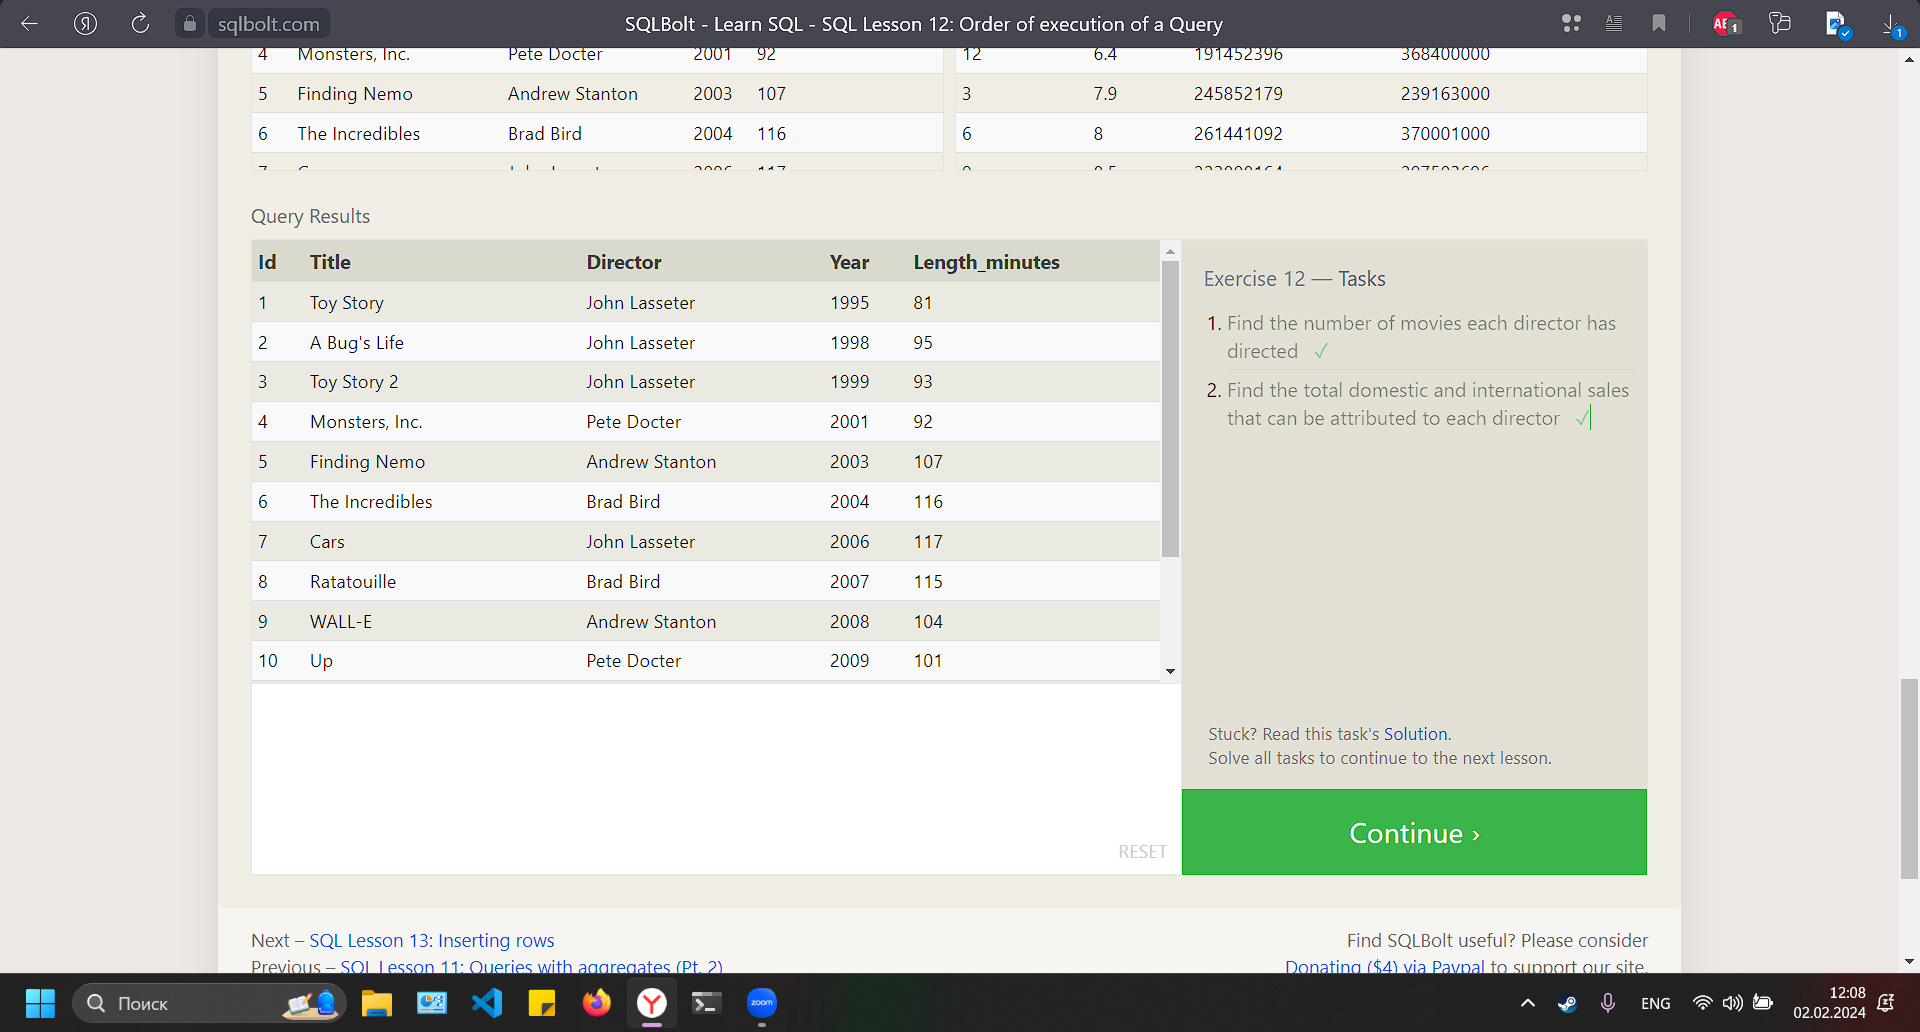 sqlbolt.com
SQLBolt - Learn SQL - SQL Lesson 12: Order of execution of a Query
4 Monsters, Inc. Pete Docter 2001 92
5 Finding Nemo Andrew Stanton 2003 107
6 The Incredibles Brad Bird 2004 116
12 6.4 191452396 368400000
3 7.9 245852179 239163000
6 8 261441092 370001000
Query Results
Id Title Director Year Length_minutes
1 Toy Story John Lasseter 1995 81
2 A Bug's Life John Lasseter 1998 95
3 Toy Story 2 John Lasseter 1999 93
4 Monsters, Inc. Pete Docter 2001 92
5 Finding Nemo Andrew Stanton 2003 107
6 The Incredibles Brad Bird 2004 116
7 Cars John Lasseter 2006 117
8 Ratatouille Brad Bird 2007 115
9 WALL-E Andrew Stanton 2008 104
10 Up Pete Docter 2009 101
RESET
Exercise 12 — Tasks
1. Find the number of movies each director has
directed ✓
2. Find the total domestic and international sales
that can be attributed to each director ✓
Stuck? Read this task's Solution.
Solve all tasks to continue to the next lesson.
Continue ›
Next – SQL Lesson 13: Inserting rows
Previous – SQL Lesson 11: Queries with aggregates (Pt. 2)
Find SQLBolt useful? Please consider
Donating ($4) via Paypal to support our site.
Поиск
zoom
ENG
12:08
02.02.2024